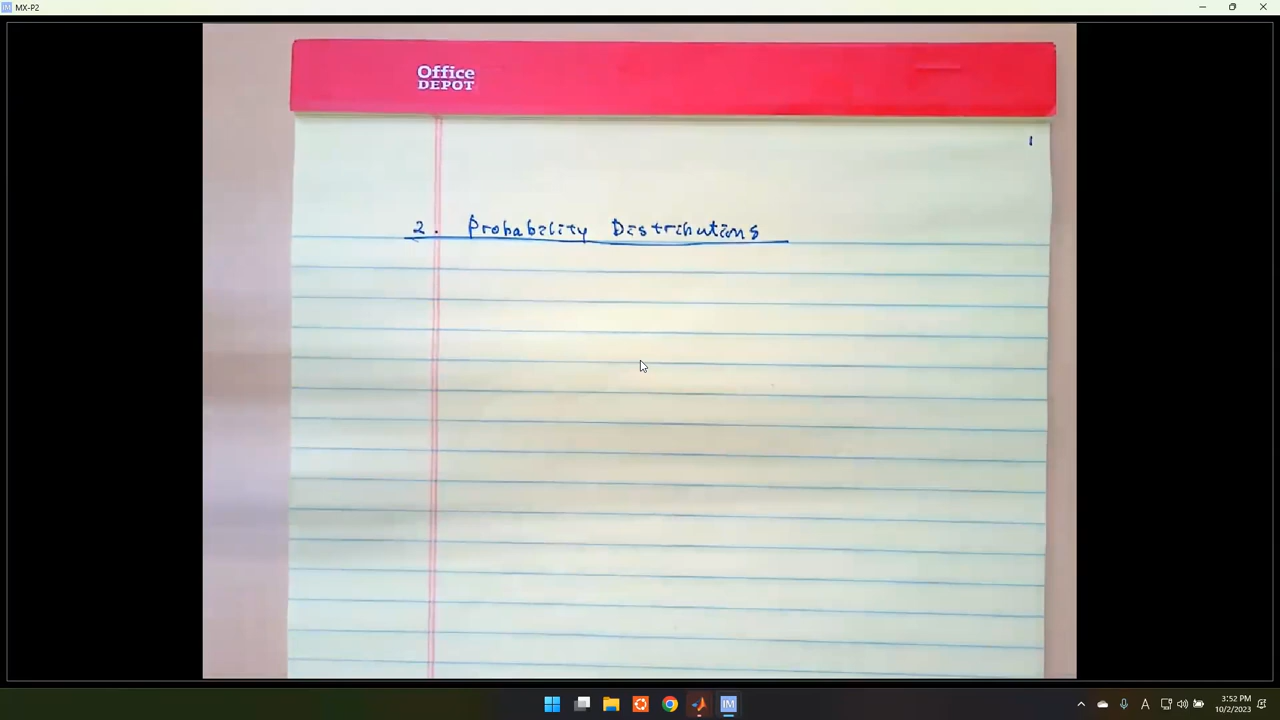 MX-P2
Office
DEPOT
1
2. Probability Distributions
3:52 PM
10/2/2023